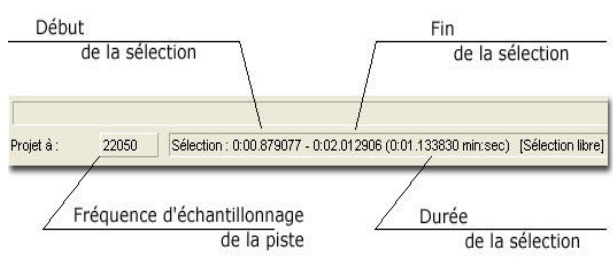 Début
de la sélection
Fin
de la sélection
Projet à :
22050
Sélection : 0:00.879077 - 0:02.012906 (0:01.133830 min:sec) [Sélection libre]
Fréquence d'échantillonnage
de la piste
Durée
de la sélection